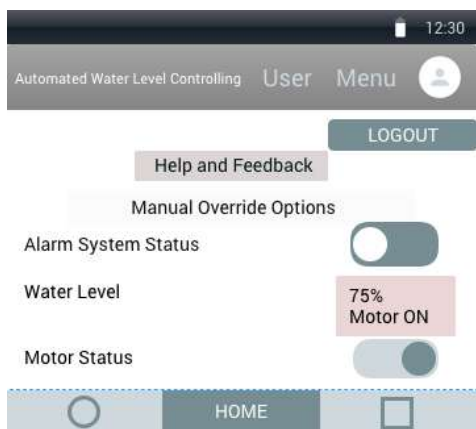 12:30
Automated Water Level Controlling User Menu
LOGOUT
Help and Feedback
Manual Override Options
Alarm System Status
Water Level
75%
Motor ON
Motor Status
HOME